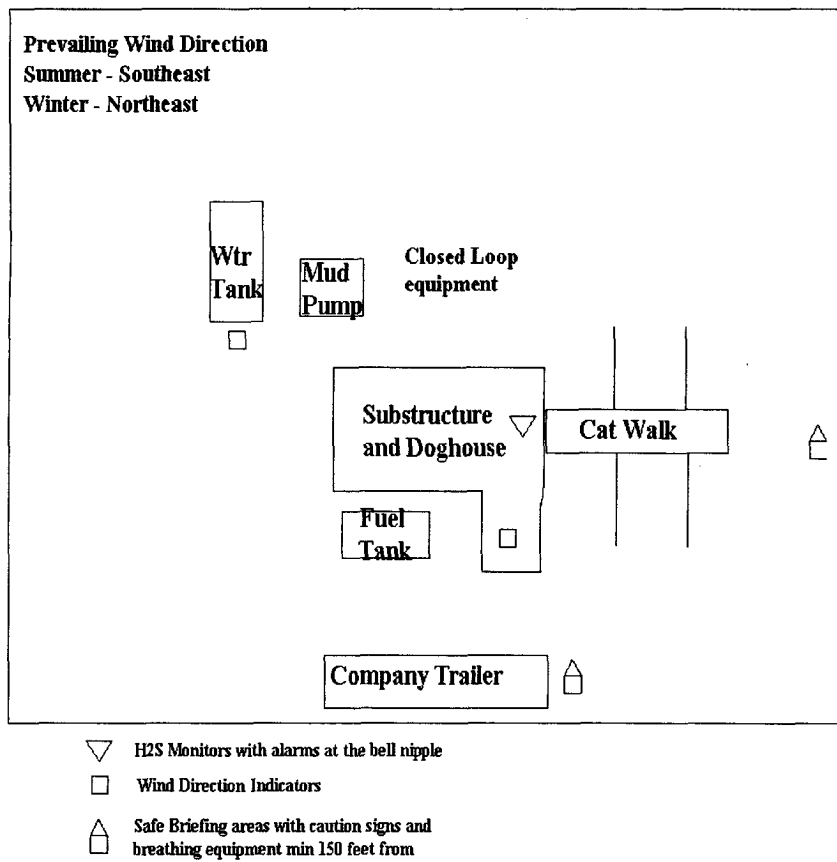 Prevailing Wind Direction
Summer - Southeast
Winter - Northeast
Wtr
Tank
Mud
Pump
Closed Loop
equipment
Substructure
and Doghouse
Cat Walk
Fuel
Tank
Company Trailer
H2S Monitors with alarms at the bell nipple
Wind Direction Indicators
Safe Briefing areas with caution signs and
breathing equipment min 150 feet from